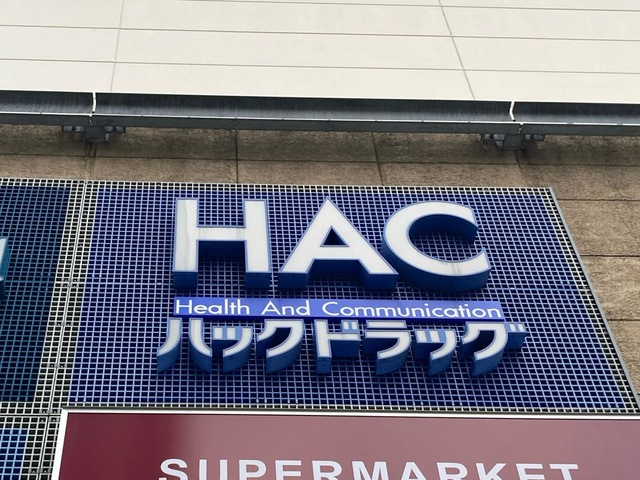 HAC
Health And Communication
ハックドラッグ
SUPERMARKET